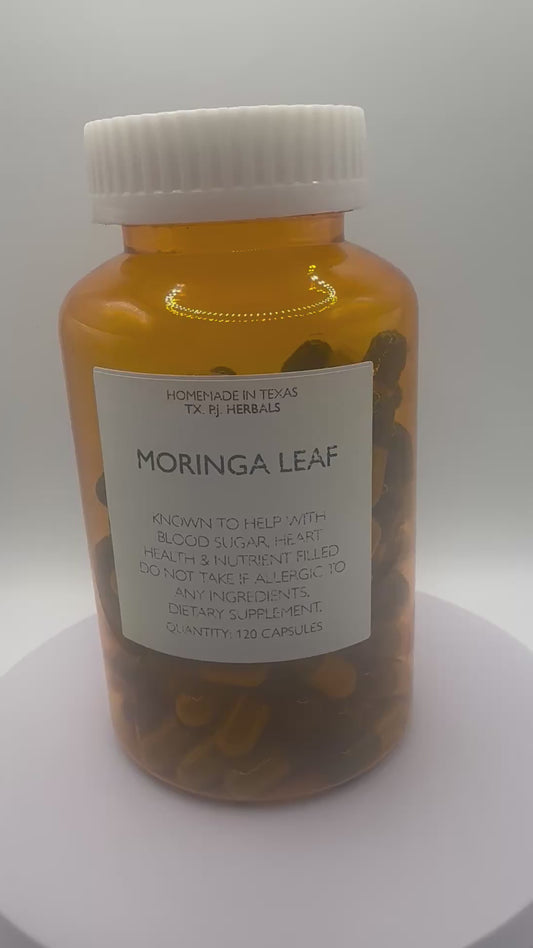 HOMEMADE IN TEXAS
TX. P.J. HERBALS
MORINGA LEAF
KNOWN TO HELP WITH
BLOOD SUGAR, HEART
HEALTH & NUTRIENT FILLED
DO NOT TAKE IF ALLERGIC TO
ANY INGREDIENTS.
DIETARY SUPPLEMENT.
QUANTITY: 120 CAPSULES